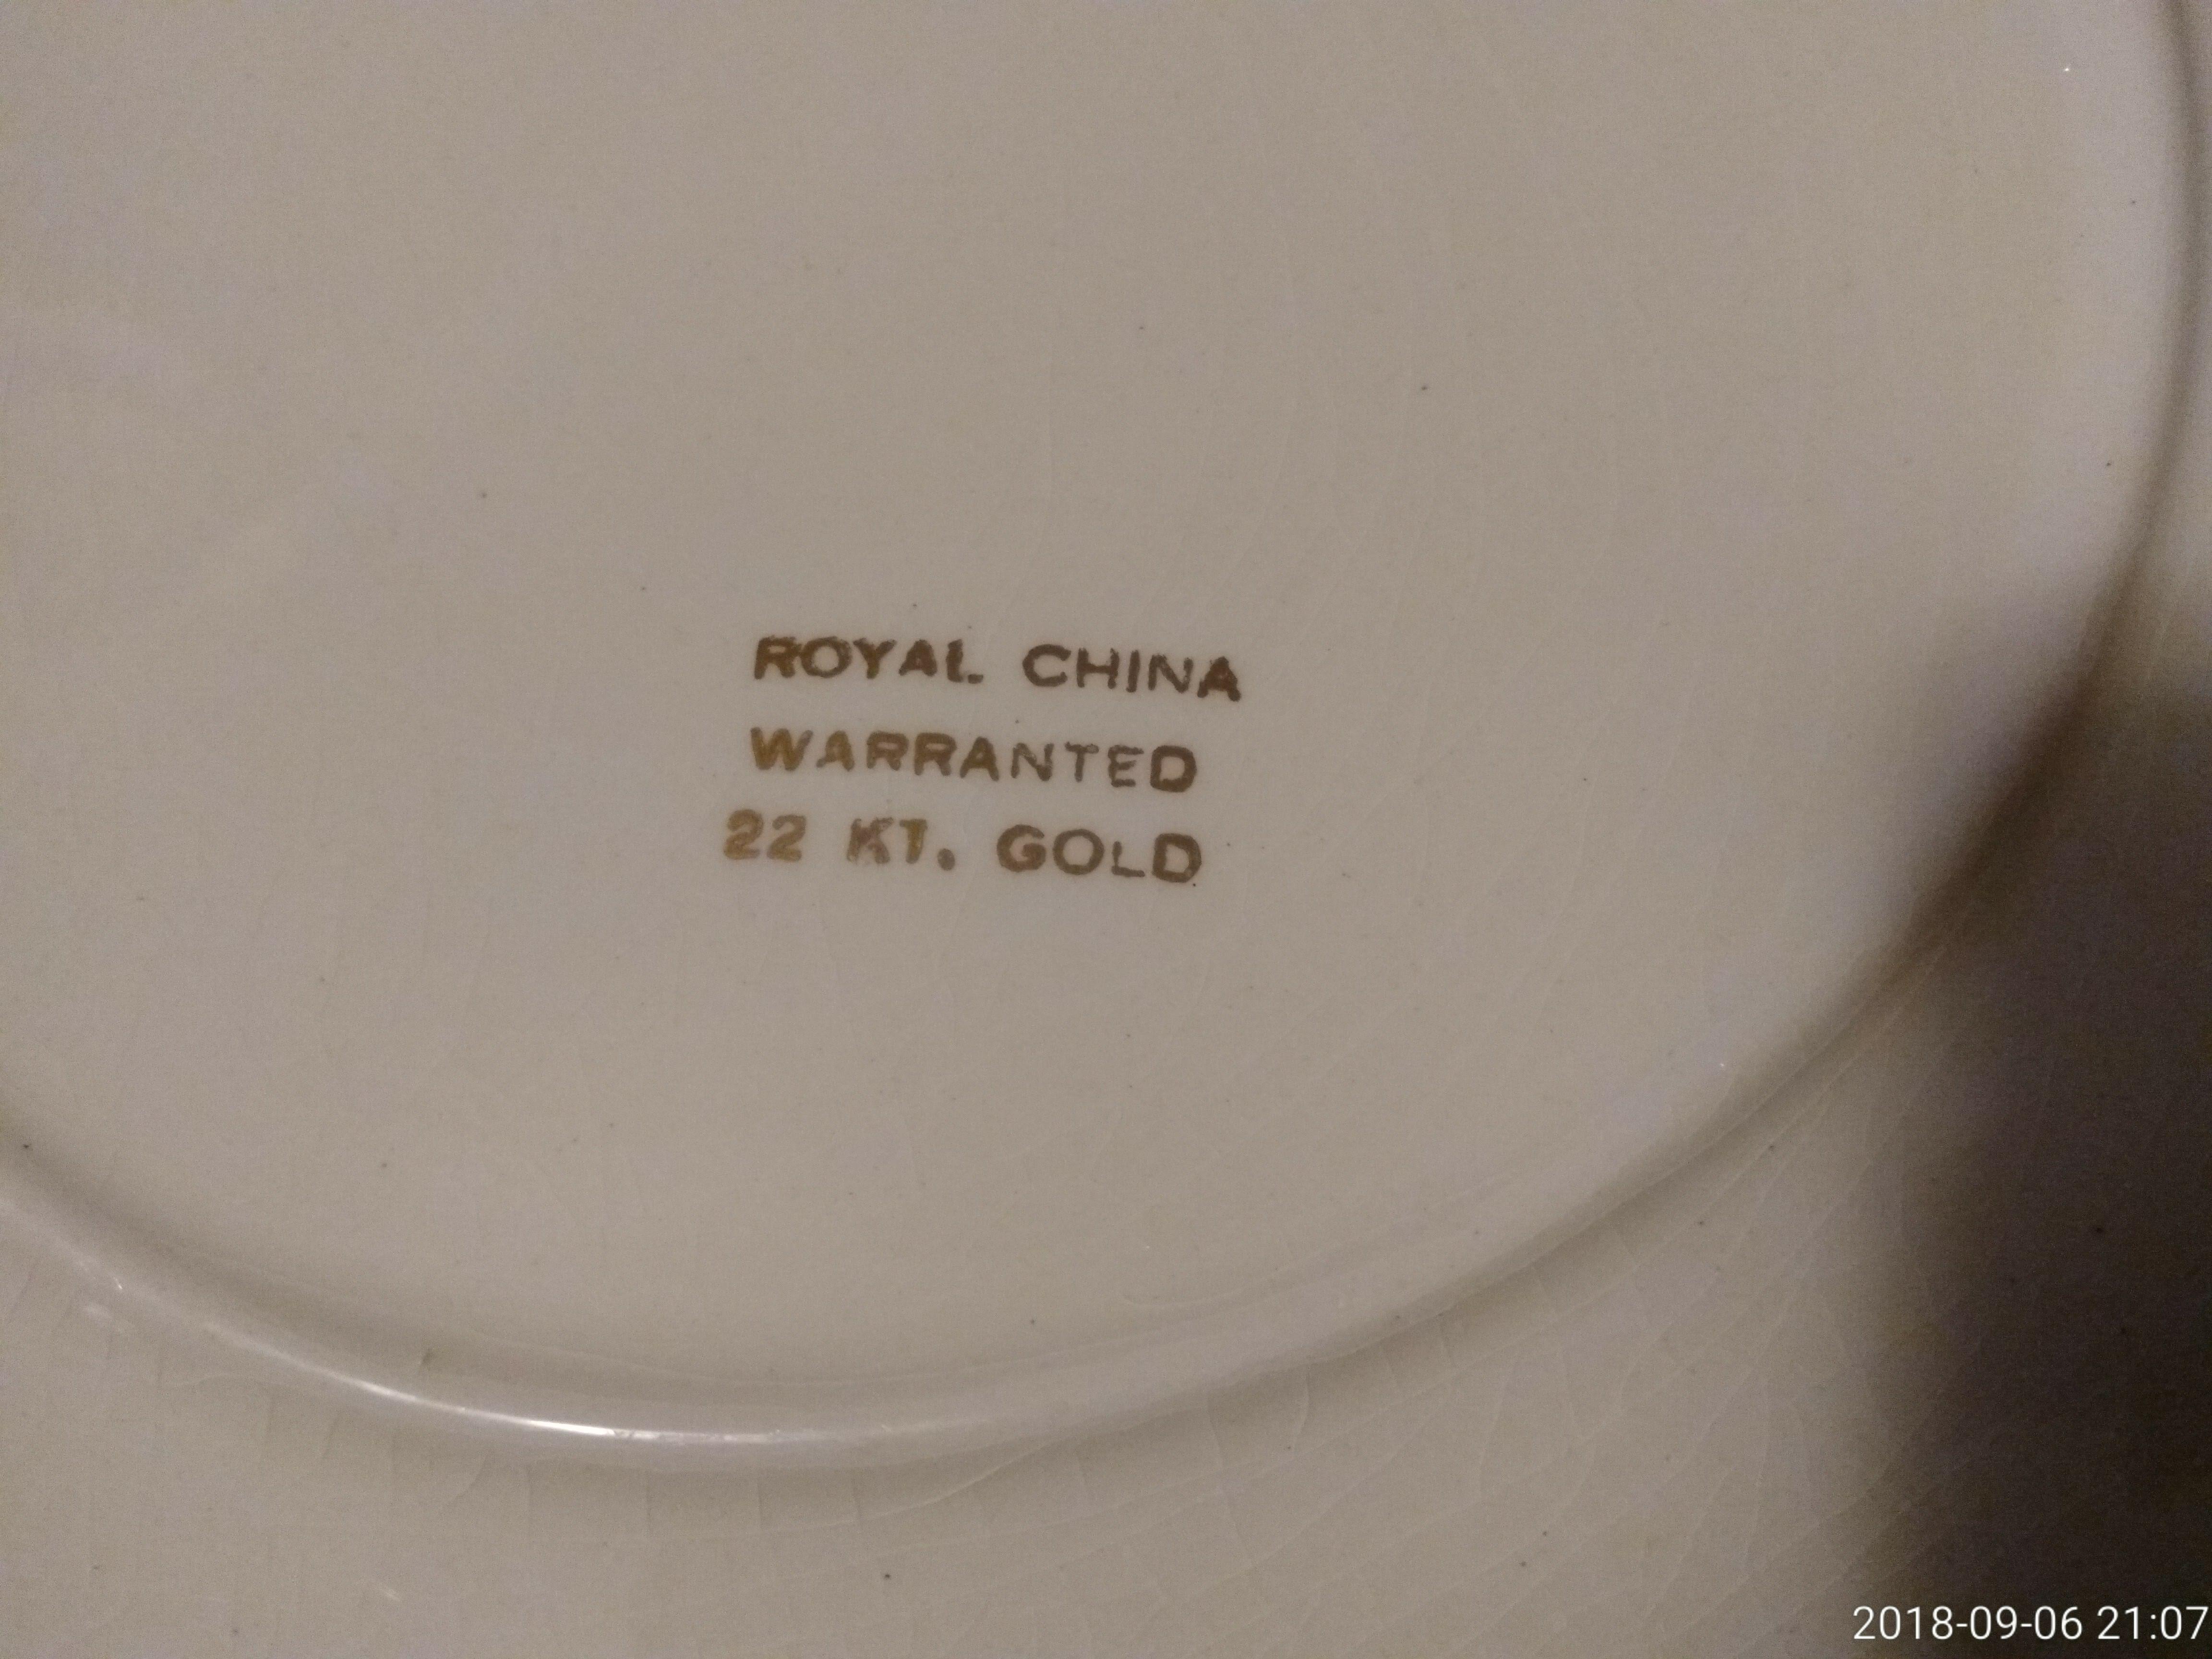 ROYAL CHINA
WARRANTED
22 KT. GOLD
2018-09-06 21:07